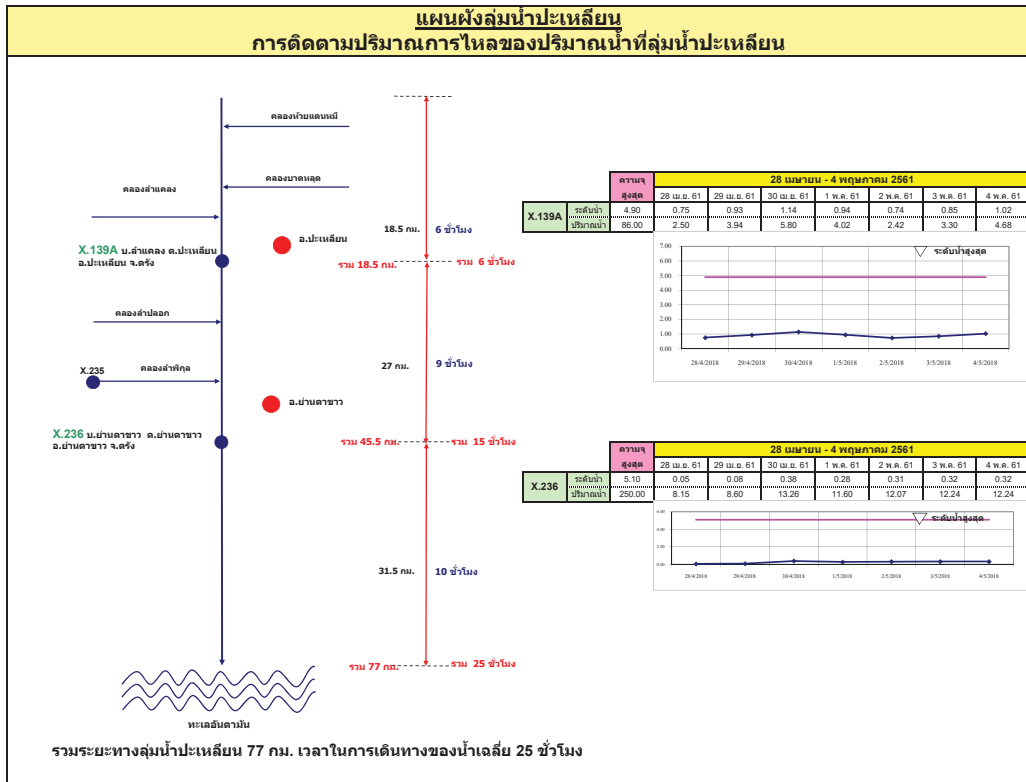 แผนผังลุ่มน้ำปะเหลียน
การติดตามปริมาณการไหลของปริมาณน้ำที่ลุ่มน้ำปะเหลียน
คลองห้วยแดนหมี
คลองบาตหลุด
คลองลำแคลง
18.5 กม. 6 ชั่วโมง
อ.ปะเหลียน
X.139A บ.ลำแคลง ต.ปะเหลียน
อ.ปะเหลียน จ.ตรัง
รวม 18.5 กม. รวม 6 ชั่วโมง
คลองลำปลอก
27 กม. 9 ชั่วโมง
X.235 คลองลำพิกุล
อ.ย่านตาขาว
X.236 บ.ย่านตาขาว ต.ย่านตาขาว
อ.ย่านตาขาว จ.ตรัง
รวม 45.5 กม. รวม 15 ชั่วโมง
31.5 กม. 10 ชั่วโมง
รวม 77 กม. รวม 25 ชั่วโมง
ทะเลอันดามัน
ความจุ 28 เมษายน - 4 พฤษภาคม 2561
สูงสุด 28 เม.ย. 61 29 เม.ย. 61 30 เม.ย. 61 1 พ.ค. 61 2 พ.ค. 61 3 พ.ค. 61 4 พ.ค. 61
X.139A
ระดับน้ำ 4.90 0.75 0.93 1.14 0.94 0.74 0.85 1.02
ปริมาณน้ำ 86.00 2.50 3.94 5.80 4.02 2.42 3.30 4.68
ระดับน้ำสูงสุด
7.00
6.00
5.00
4.00
3.00
2.00
1.00
0.00
28/4/2018 29/4/2018 30/4/2018 1/5/2018 2/5/2018 3/5/2018 4/5/2018
ความจุ 28 เมษายน - 4 พฤษภาคม 2561
สูงสุด 28 เม.ย. 61 29 เม.ย. 61 30 เม.ย. 61 1 พ.ค. 61 2 พ.ค. 61 3 พ.ค. 61 4 พ.ค. 61
X.236
ระดับน้ำ 5.10 0.05 0.08 0.38 0.28 0.31 0.32 0.32
ปริมาณน้ำ 250.00 8.15 8.60 13.26 11.60 12.07 12.24 12.24
ระดับน้ำสูงสุด
6.00
4.00
2.00
0.00
28/4/2018 29/4/2018 30/4/2018 1/5/2018 2/5/2018 3/5/2018 4/5/2018
รวมระยะทางลุ่มน้ำปะเหลียน 77 กม. เวลาในการเดินทางของน้ำเฉลี่ย 25 ชั่วโมง